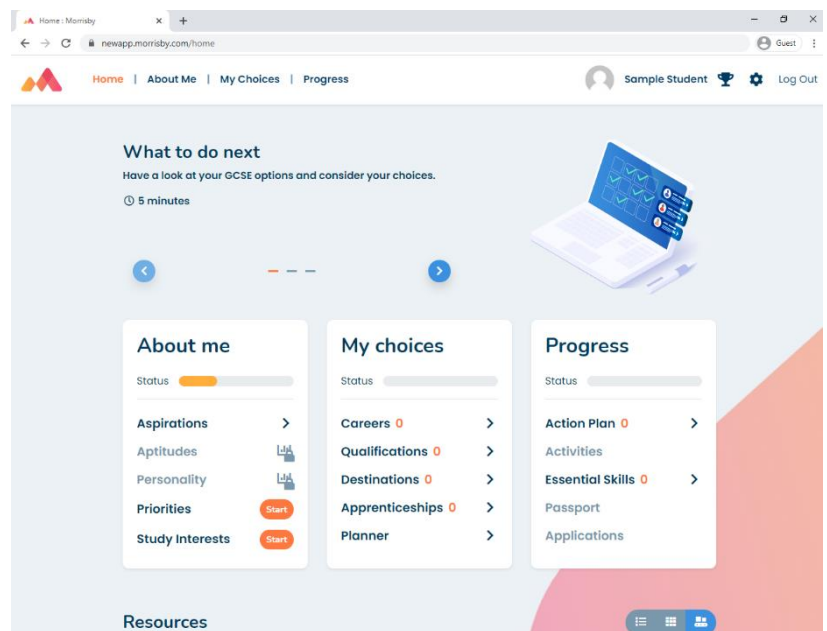 Home : Morrisby
newapp.morrisby.com/home
Guest
Home | About Me | My Choices | Progress
Sample Student
Log Out
What to do next
Have a look at your GCSE options and consider your choices.
5 minutes
About me
Status
Aspirations
Aptitudes
Personality
Priorities Start
Study Interests Start
My choices
Status
Careers 0
Qualifications 0
Destinations 0
Apprenticeships 0
Planner
Progress
Status
Action Plan 0
Activities
Essential Skills 0
Passport
Applications
Resources